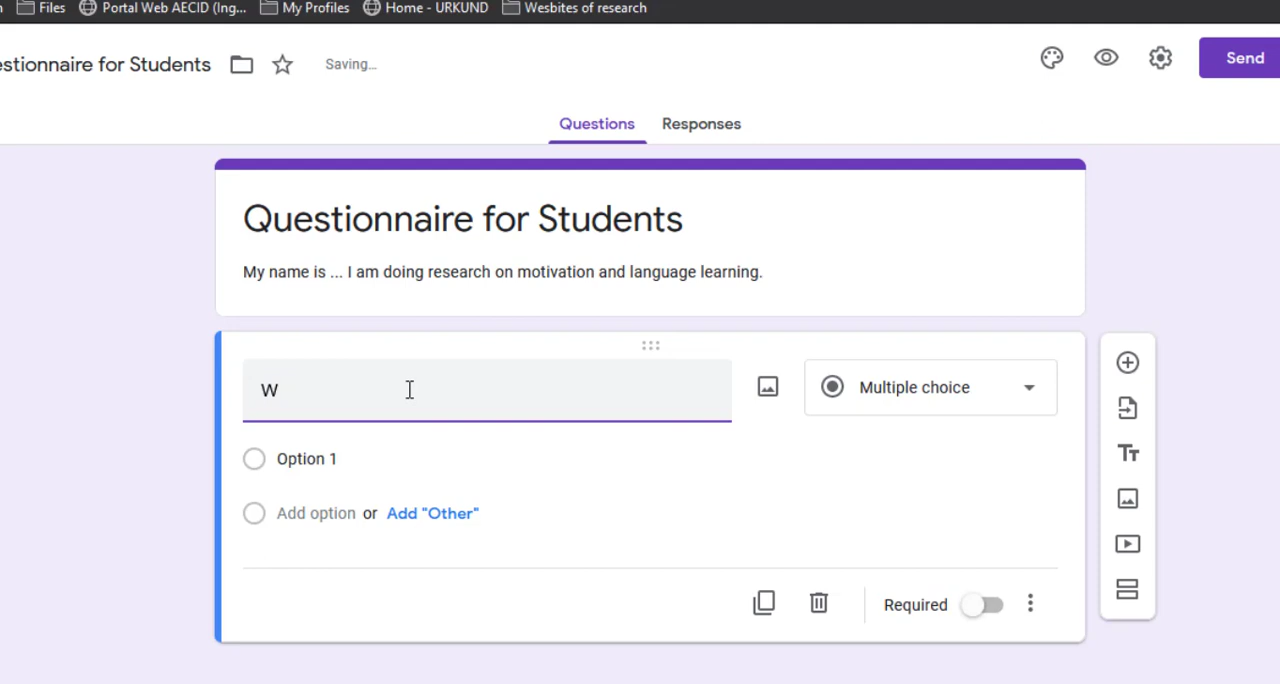 Files Portal Web AECID (Ing... My Profiles Home - URKUND Wesbites of research
estionnaire for Students Saving...
Send
Questions Responses
Questionnaire for Students
My name is ... I am doing research on motivation and language learning.
W
Multiple choice
Option 1
Add option or Add "Other"
Required